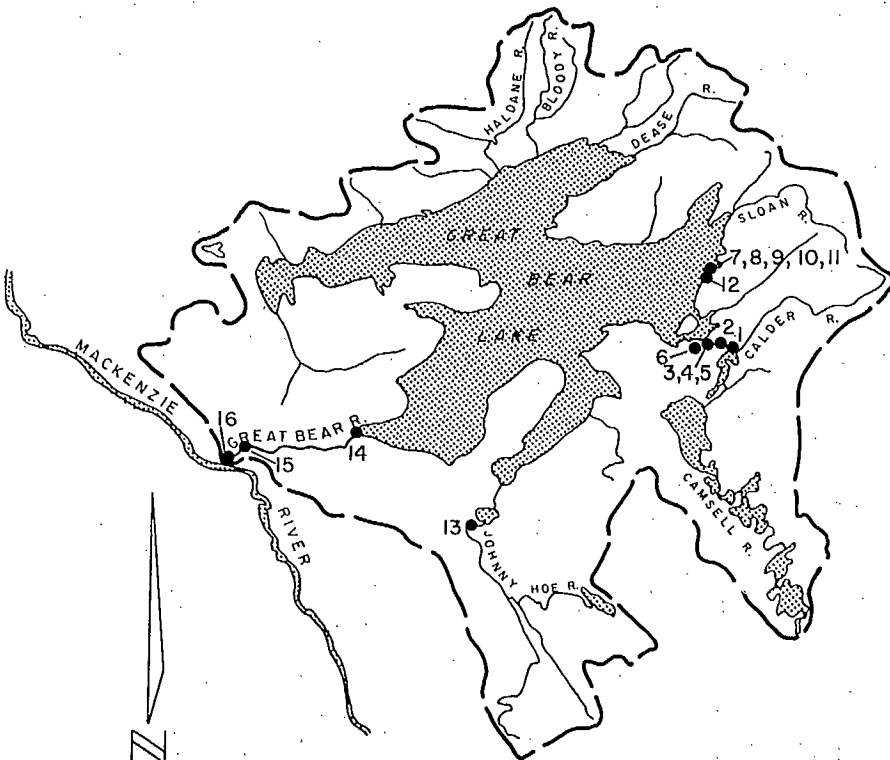 HALDANE R.
BLOODY R.
DEASE R.
GREAT
BEAR
LAKE
SLOAN R.
7, 8, 9, 10, 11
12
2
1
CALDER R.
6
3, 4, 5
MACKENZIE
RIVER
16
GREAT BEAR R.
15
14
CAMSELL R.
13
JOHNNY
HOE R.
N